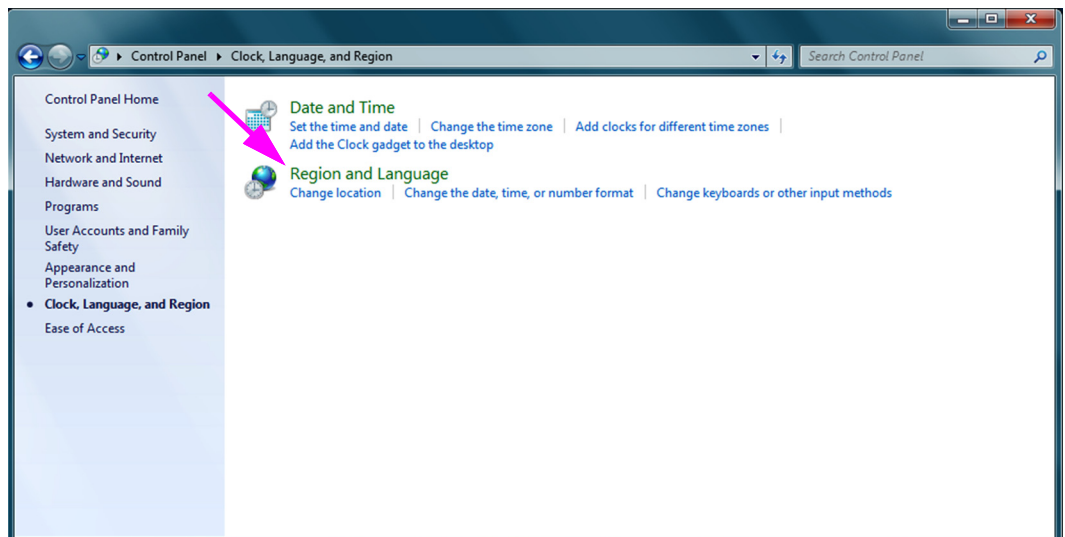 Control Panel Clock, Language, and Region
Search Control Panel
Control Panel Home
System and Security
Network and Internet
Hardware and Sound
Programs
User Accounts and Family
Safety
Appearance and
Personalization
Clock, Language, and Region
Ease of Access
Date and Time
Set the time and date Change the time zone Add clocks for different time zones
Add the Clock gadget to the desktop
Region and Language
Change location Change the date, time, or number format Change keyboards or other input methods